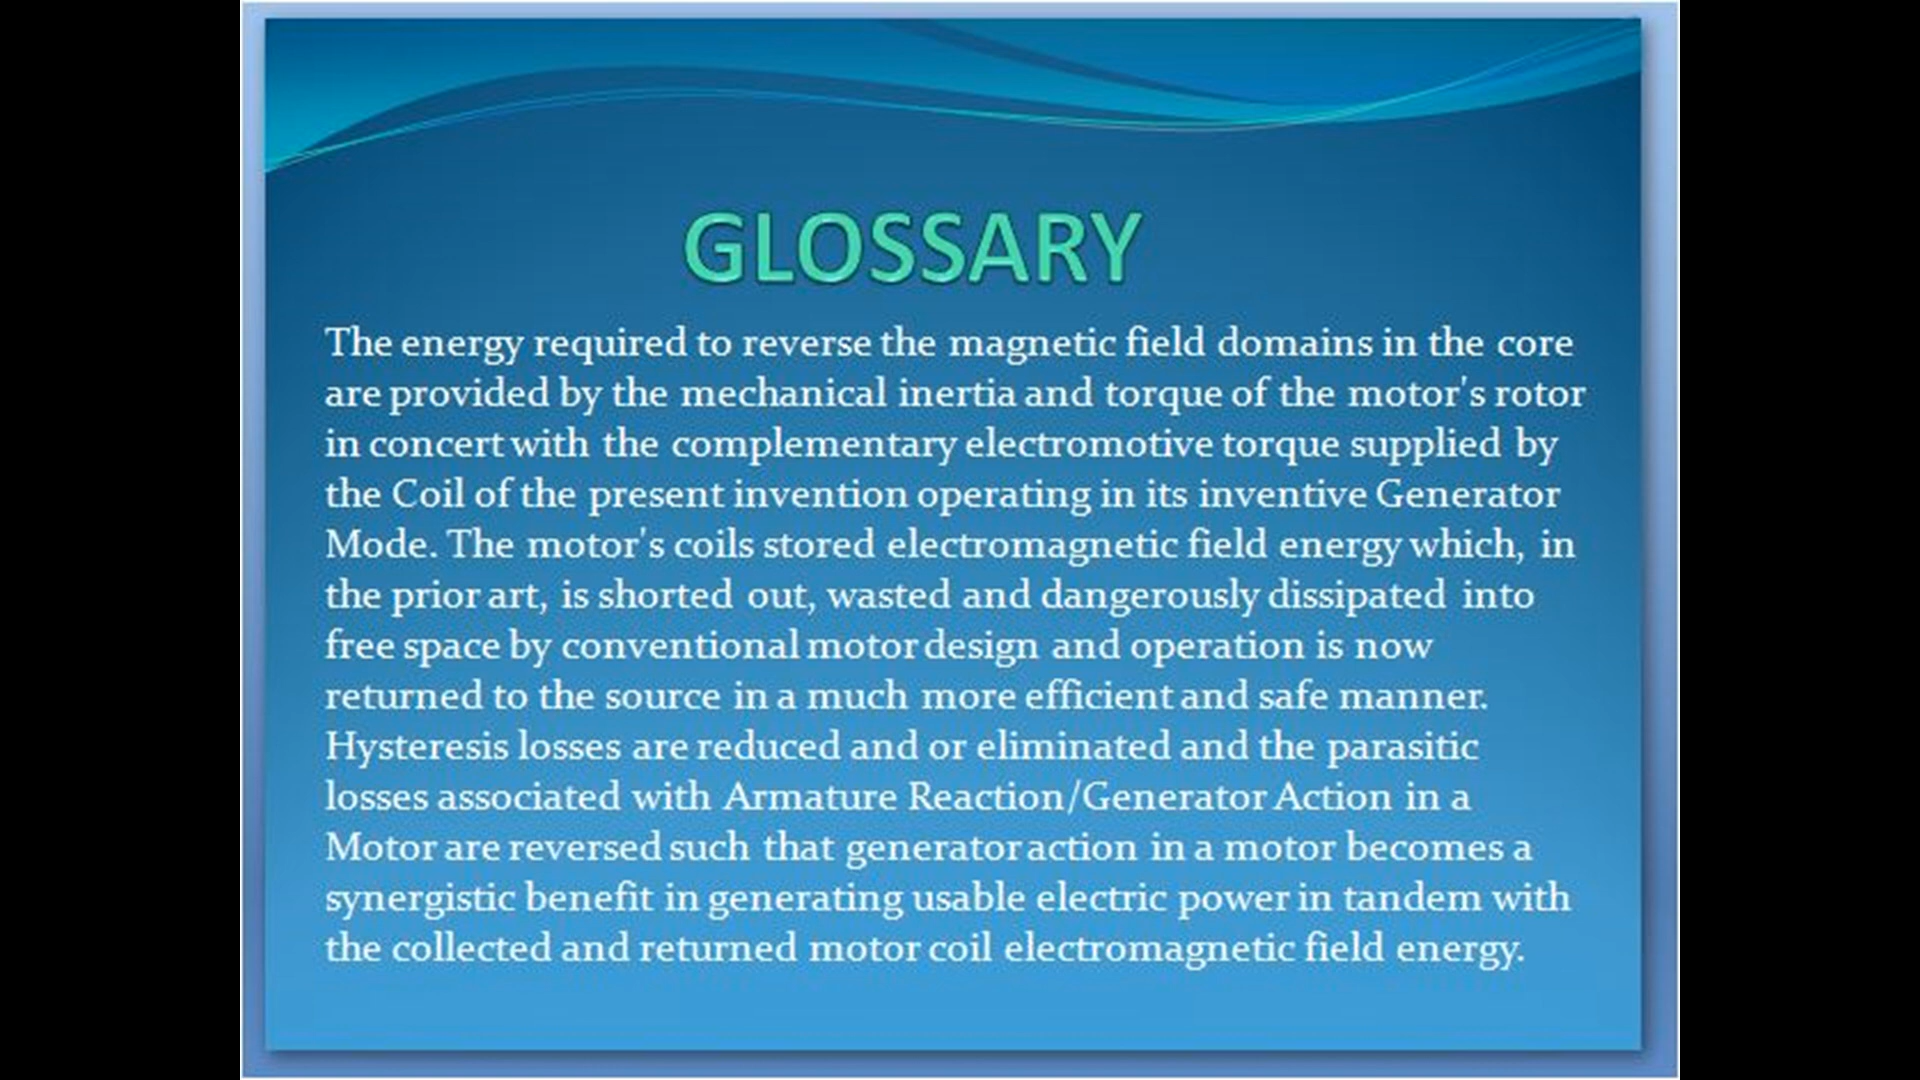 GLOSSARY
The energy required to reverse the magnetic field domains in the core
are provided by the mechanical inertia and torque of the motor's rotor
in concert with the complementary electromotive torque supplied by
the Coil of the present invention operating in its inventive Generator
Mode. The motor's coils stored electromagnetic field energy which, in
the prior art, is shorted out, wasted and dangerously dissipated into
free space by conventional motor design and operation is now
returned to the source in a much more efficient and safe manner.
Hysteresis losses are reduced and or eliminated and the parasitic
losses associated with Armature Reaction/Generator Action in a
Motor are reversed such that generator action in a motor becomes a
synergistic benefit in generating usable electric power in tandem with
the collected and returned motor coil electromagnetic field energy.